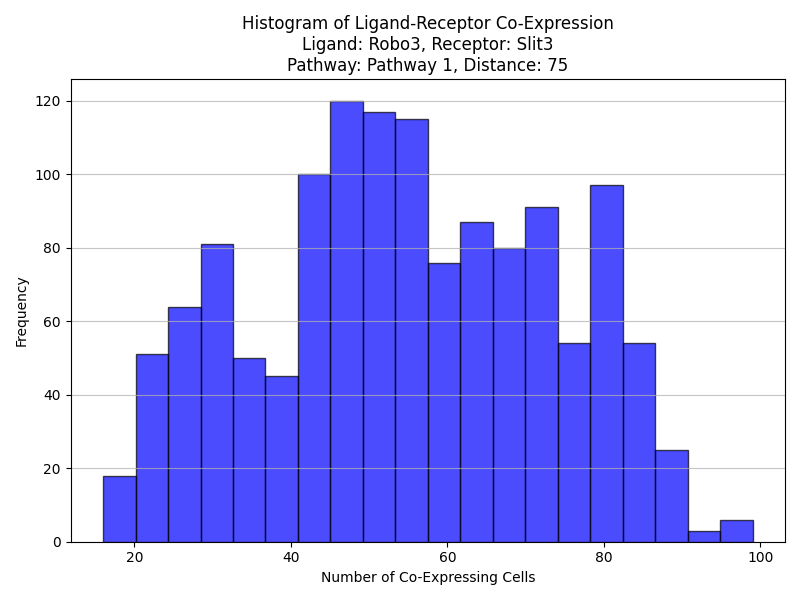 Histogram of Ligand-Receptor Co-Expression
Ligand: Robo3, Receptor: Slit3
Pathway: Pathway 1, Distance: 75
120
100
80
60
40
20
0
Frequency
20 40 60 80 100
Number of Co-Expressing Cells